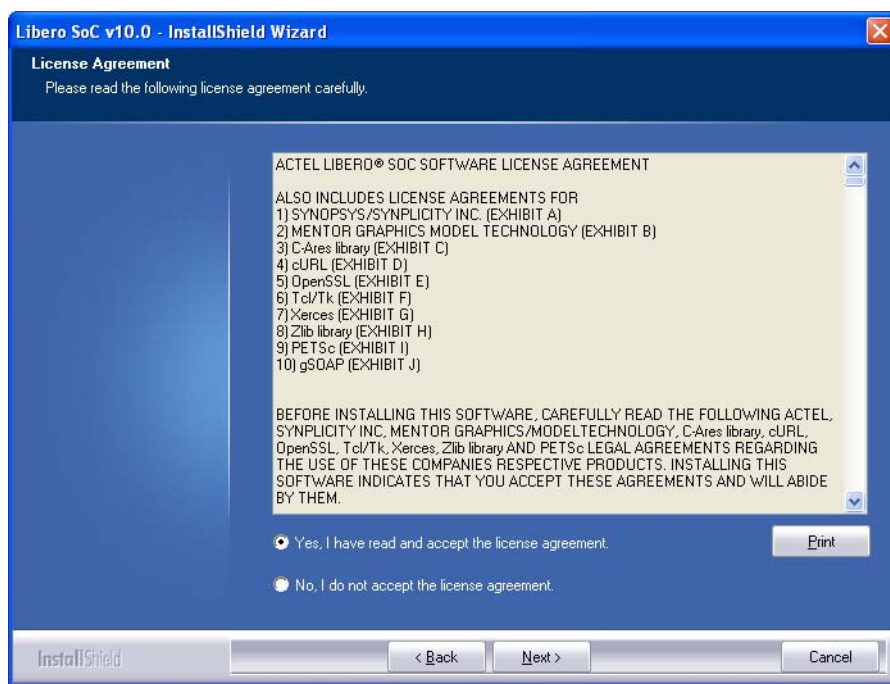 Libero SoC v10.0 - InstallShield Wizard
License Agreement
Please read the following license agreement carefully.
ACTEL LIBERO® SOC SOFTWARE LICENSE AGREEMENT
ALSO INCLUDES LICENSE AGREEMENTS FOR
1) SYNOPSYS/SYNPLICITY INC. (EXHIBIT A)
2) MENTOR GRAPHICS MODEL TECHNOLOGY (EXHIBIT B)
3) C-Ares library (EXHIBIT C)
4) cURL (EXHIBIT D)
5) OpenSSL (EXHIBIT E)
6) Tcl/Tk (EXHIBIT F)
7) Xerces (EXHIBIT G)
8) Zlib library (EXHIBIT H)
9) PETSc (EXHIBIT I)
10) gSOAP (EXHIBIT J)
BEFORE INSTALLING THIS SOFTWARE, CAREFULLY READ THE FOLLOWING ACTEL,
SYNPLICITY INC, MENTOR GRAPHICS/MODELTECHNOLOGY, C-Ares library, cURL,
OpenSSL, Tcl/Tk, Xerces, Zlib library AND PETSc LEGAL AGREEMENTS REGARDING
THE USE OF THESE COMPANIES RESPECTIVE PRODUCTS. INSTALLING THIS
SOFTWARE INDICATES THAT YOU ACCEPT THESE AGREEMENTS AND WILL ABIDE
BY THEM.
Yes, I have read and accept the license agreement.
Print
No, I do not accept the license agreement.
InstallShield
< Back
Next >
Cancel